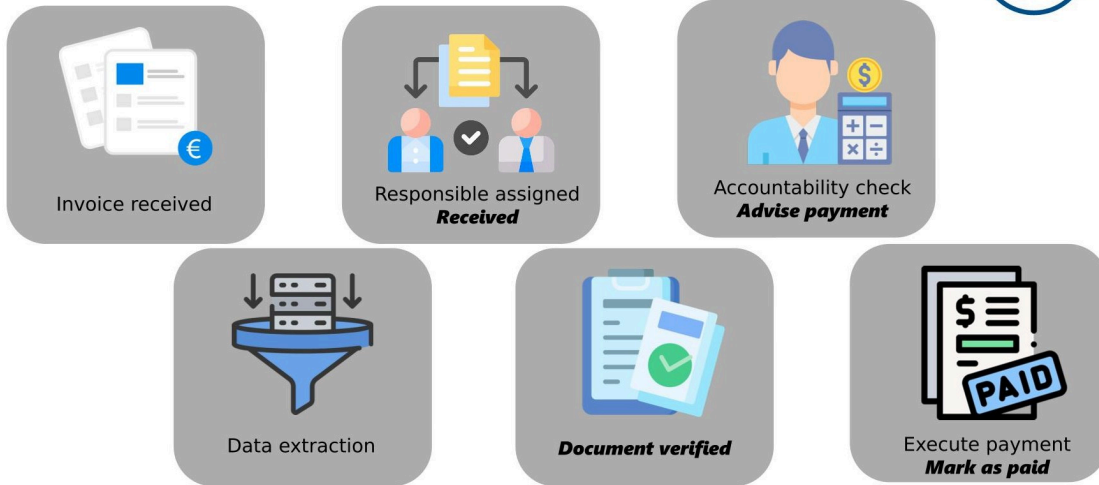 Invoice received
Responsible assigned
Received
Accountability check
Advise payment
Data extraction
Document verified
Execute payment
Mark as paid
€
$
+ −
× ÷
$
PAID